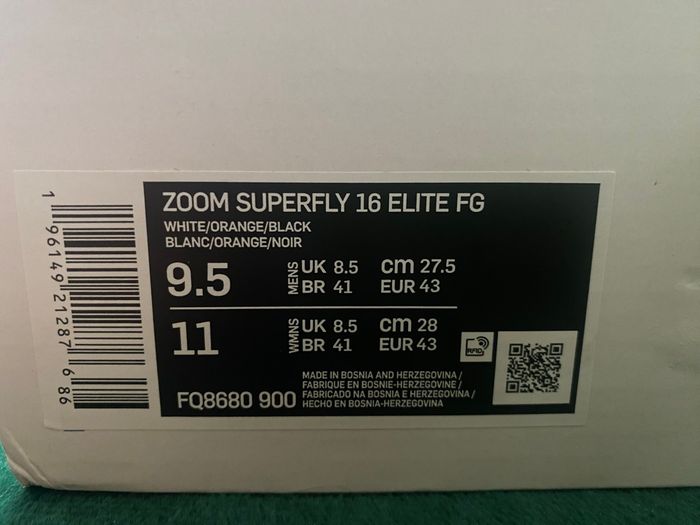 ZOOM SUPERFLY 16 ELITE FG
WHITE/ORANGE/BLACK
BLANC/ORANGE/NOIR
9.5 MENS UK 8.5 cm 27.5
BR 41 EUR 43
11 WMNS UK 8.5 cm 28
BR 41 EUR 43
RFID
FQ8680 900
MADE IN BOSNIA AND HERZEGOVINA /
FABRIQUE EN BOSNIE-HERZEGOVINE /
FABRICADO NA BOSNIA E HERZEGOVINA /
HECHO EN BOSNIA-HERZEGOVINA
1 96149 21287 6 86